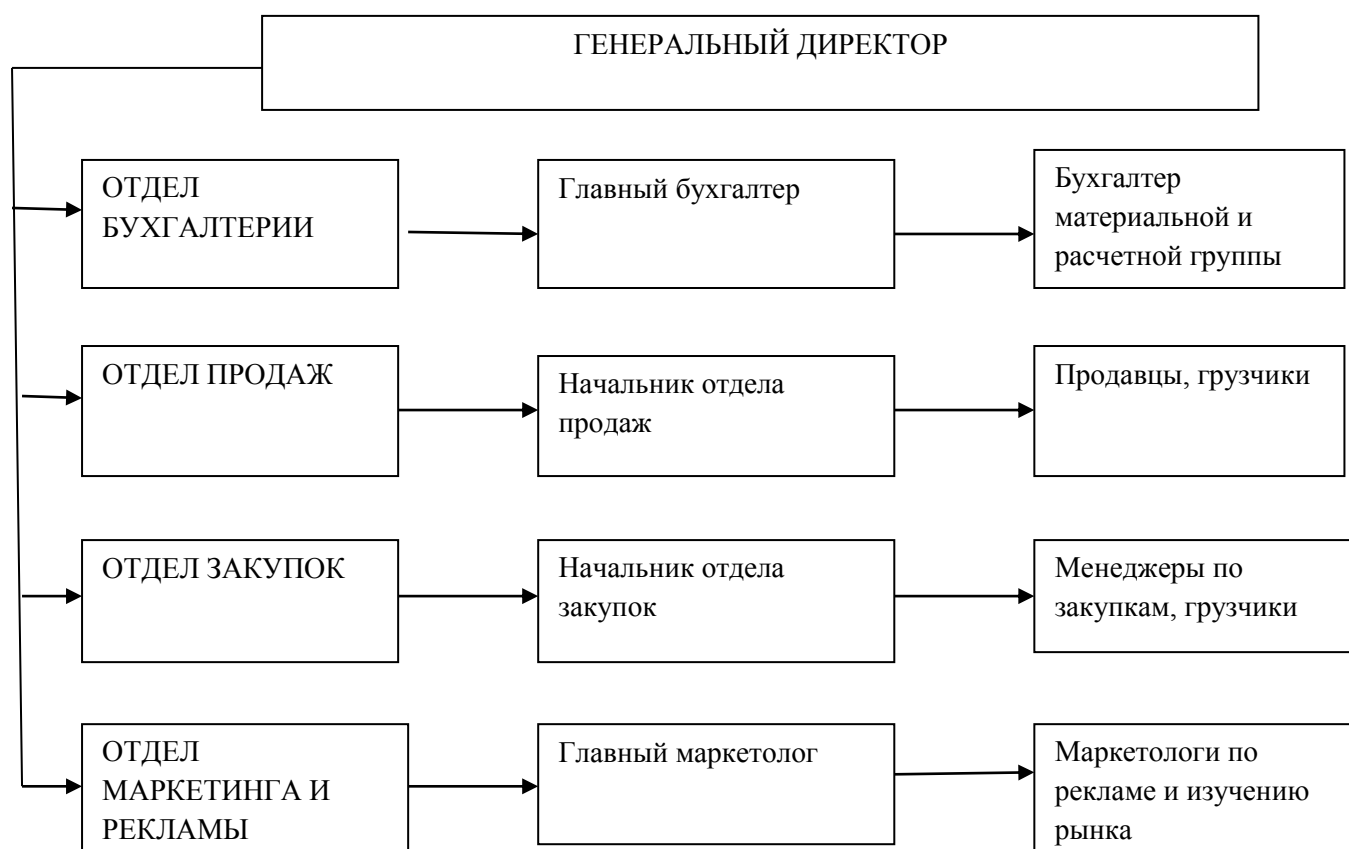 ГЕНЕРАЛЬНЫЙ ДИРЕКТОР
ОТДЕЛ
БУХГАЛТЕРИИ
Главный бухгалтер
Бухгалтер
материальной и
расчетной группы
ОТДЕЛ ПРОДАЖ
Начальник отдела
продаж
Продавцы, грузчики
ОТДЕЛ ЗАКУПОК
Начальник отдела
закупок
Менеджеры по
закупкам, грузчики
ОТДЕЛ
МАРКЕТИНГА И
РЕКЛАМЫ
Главный маркетолог
Маркетологи по
рекламе и изучению
рынка